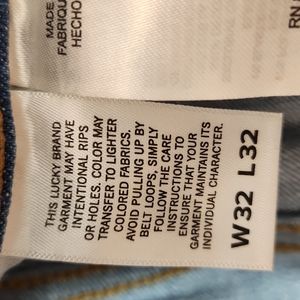 MADE
FABRIQU
HECHO
RN
THIS LUCKY BRAND
GARMENT MAY HAVE
INTENTIONAL RIPS
OR HOLES. COLOR MAY
TRANSFER TO LIGHTER
COLORED FABRICS.
AVOID PULLING BY
BELT LOOPS. SIMPLY
FOLLOW THE CARE
INSTRUCTIONS TO
ENSURE THAT YOUR
GARMENT MAINTAINS ITS
INDIVIDUAL CHARACTER.
W32 L32